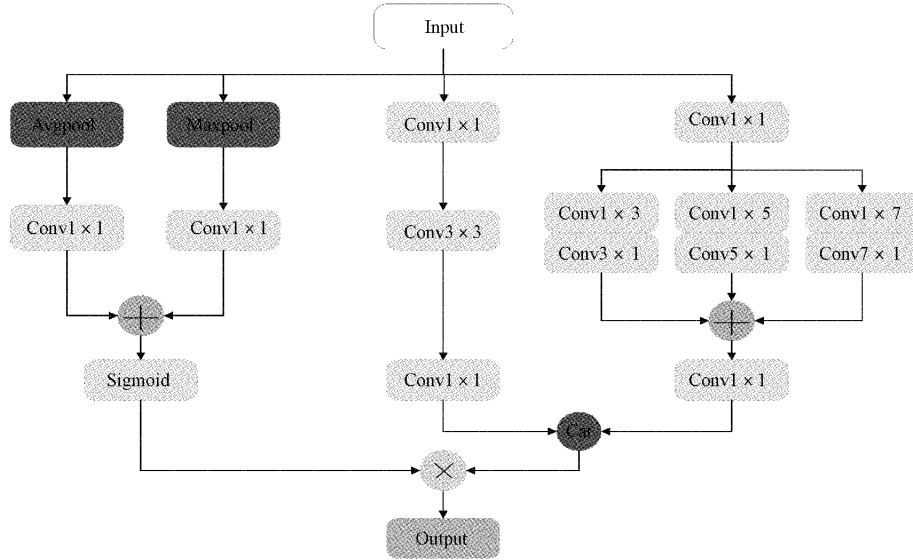 Input
Avgpool
Maxpool
Conv1 × 1
Conv1 × 1
Conv1 × 1
Conv1 × 1
Conv3 × 3
Conv1 × 3
Conv1 × 5
Conv1 × 7
Conv3 × 1
Conv5 × 1
Conv7 × 1
Sigmoid
Conv1 × 1
Conv1 × 1
Cat
Output